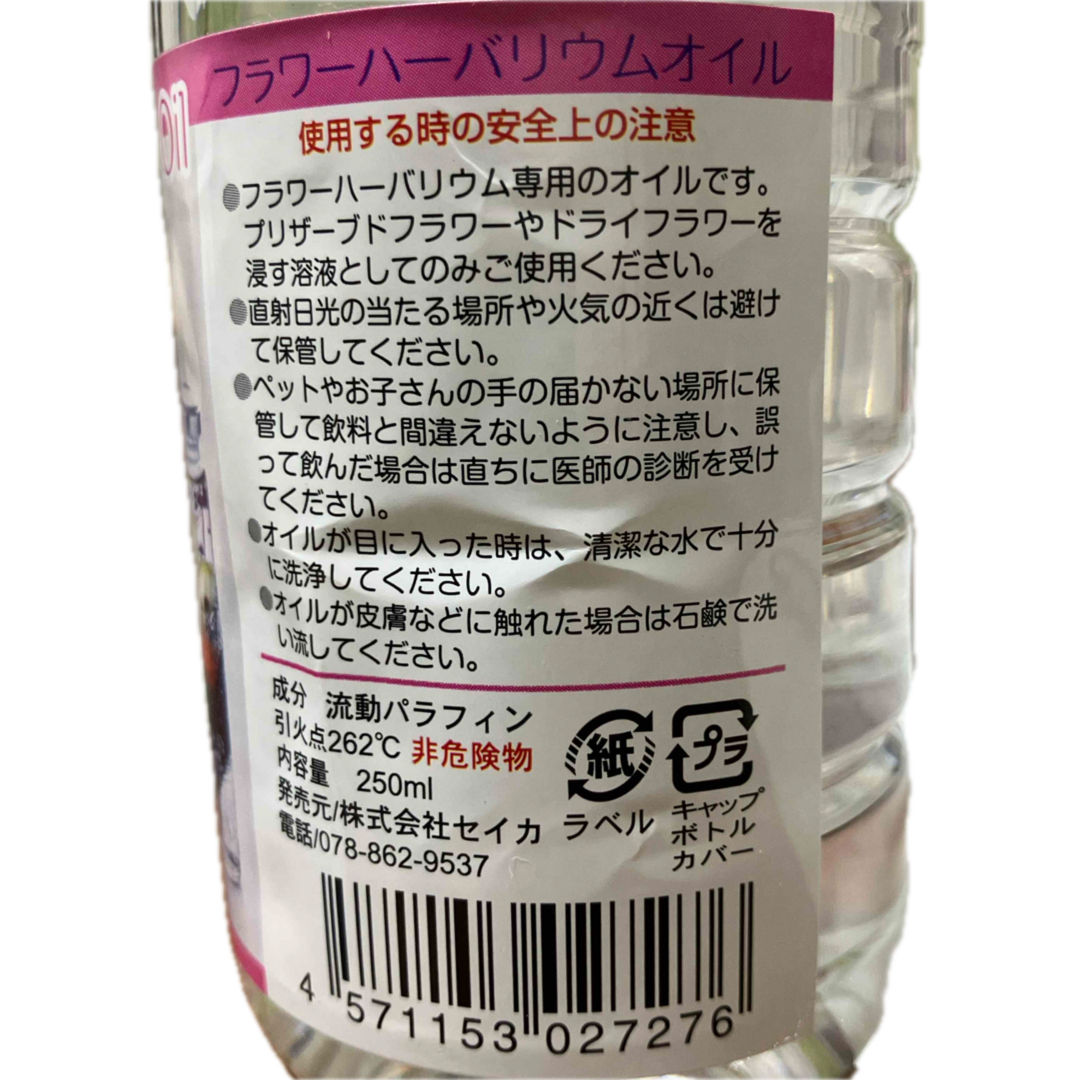 on
フラワーハーバリウムオイル
使用する時の安全上の注意
●フラワーハーバリウム専用のオイルです。
プリザーブドフラワーやドライフラワーを
浸す溶液としてのみご使用ください。
●直射日光の当たる場所や火気の近くは避け
て保管してください。
●ペットやお子さんの手の届かない場所に保
管して飲料と間違えないように注意し、誤
って飲んだ場合は直ちに医師の診断を受け
てください。
●オイルが目に入った時は、清潔な水で十分
に洗浄してください。
●オイルが皮膚などに触れた場合は石鹸で洗
い流してください。
成分 流動パラフィン
引火点262℃ 非危険物
内容量 250ml
発売元/株式会社セイカ
電話/078-862-9537
紙
ラベル
プラ
キャップ
ボトル
カバー
4 571153 027276